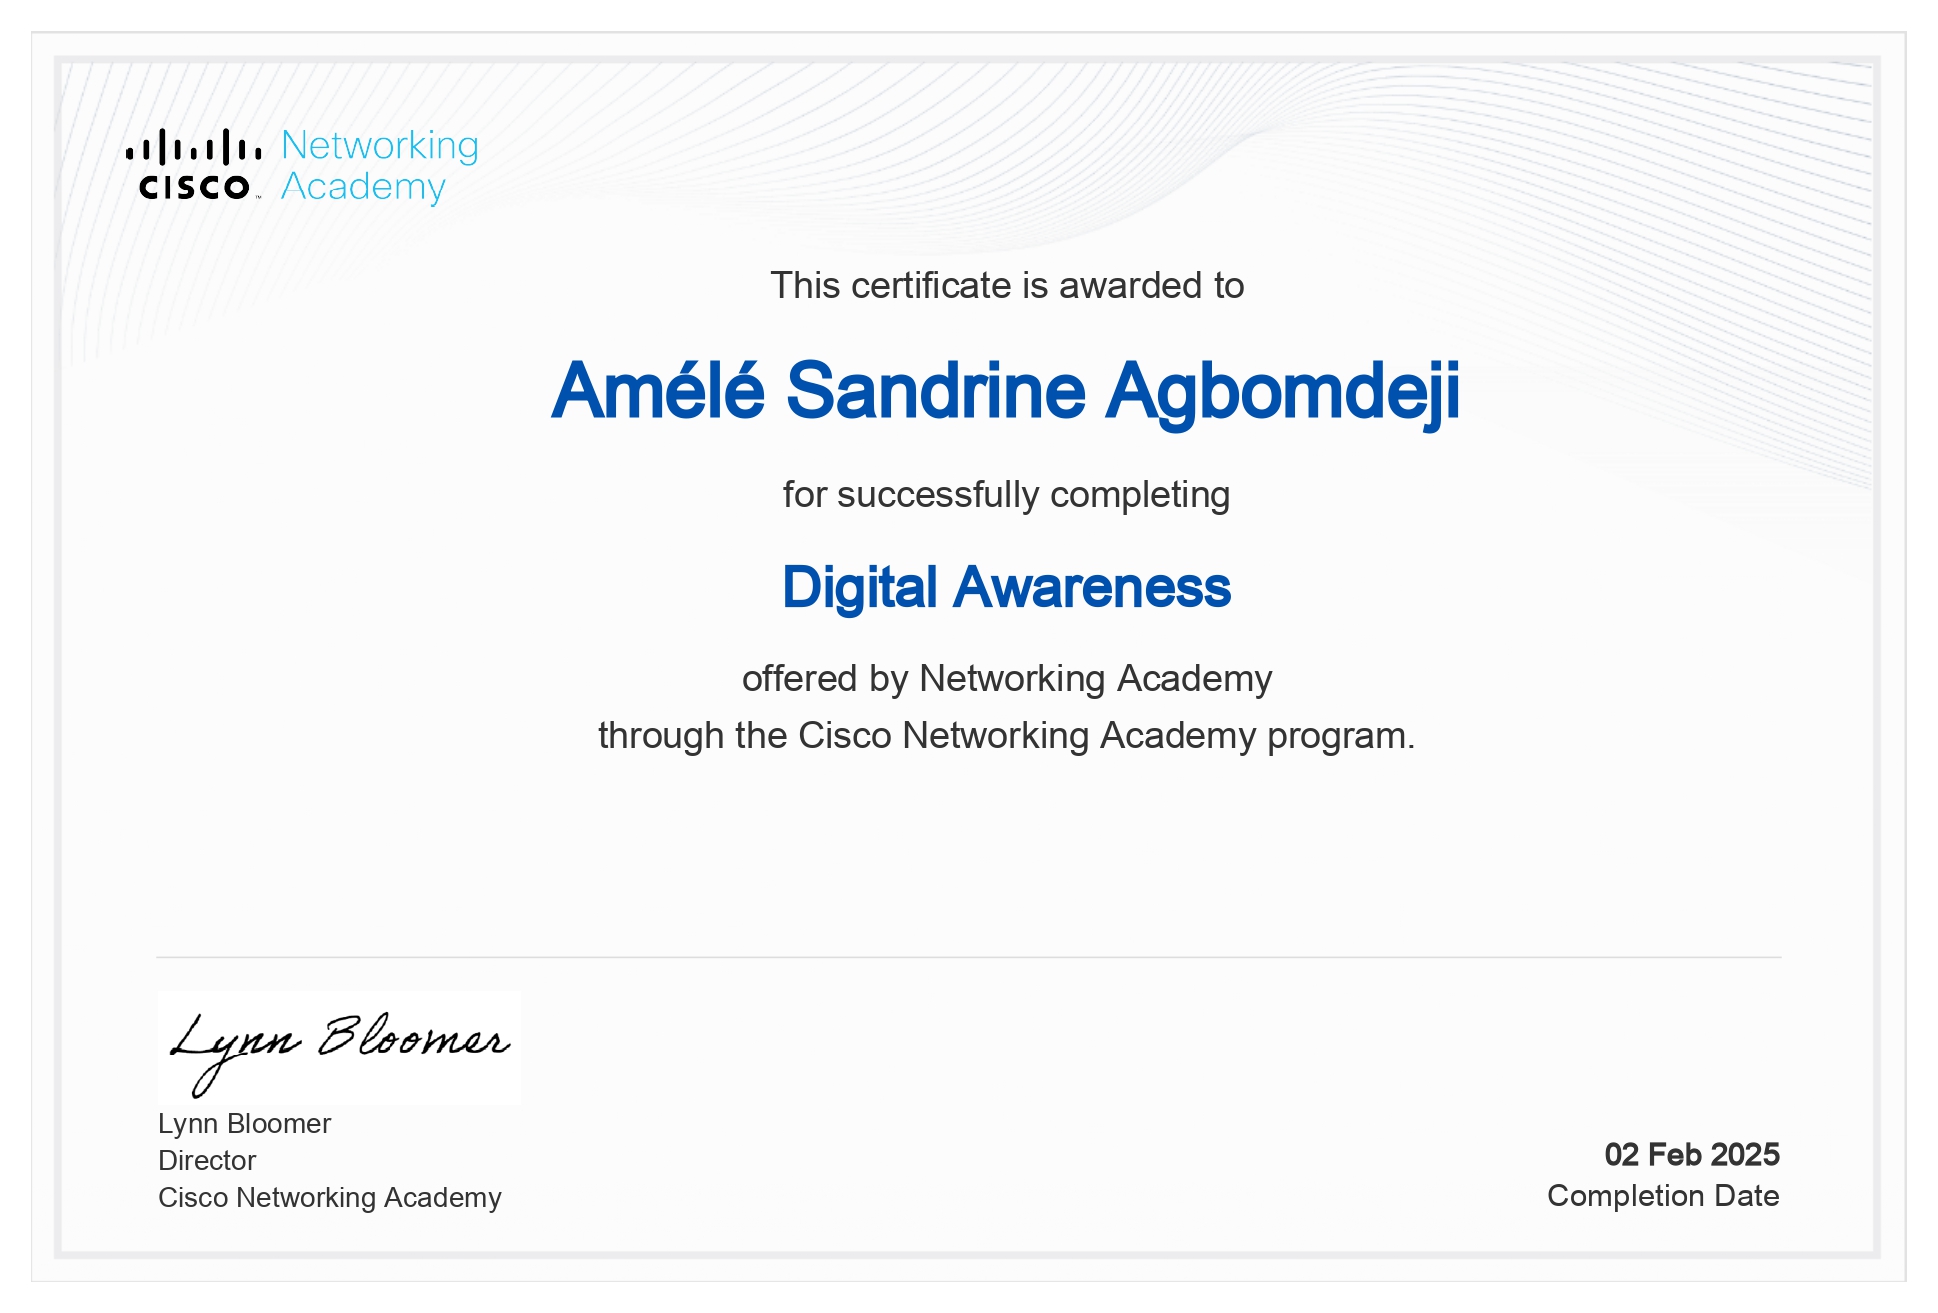 Networking
CISCO™ Academy
This certificate is awarded to
Amélé Sandrine Agbomdeji
for successfully completing
Digital Awareness
offered by Networking Academy
through the Cisco Networking Academy program.
Lynn Bloomer
Lynn Bloomer
Director
Cisco Networking Academy
02 Feb 2025
Completion Date